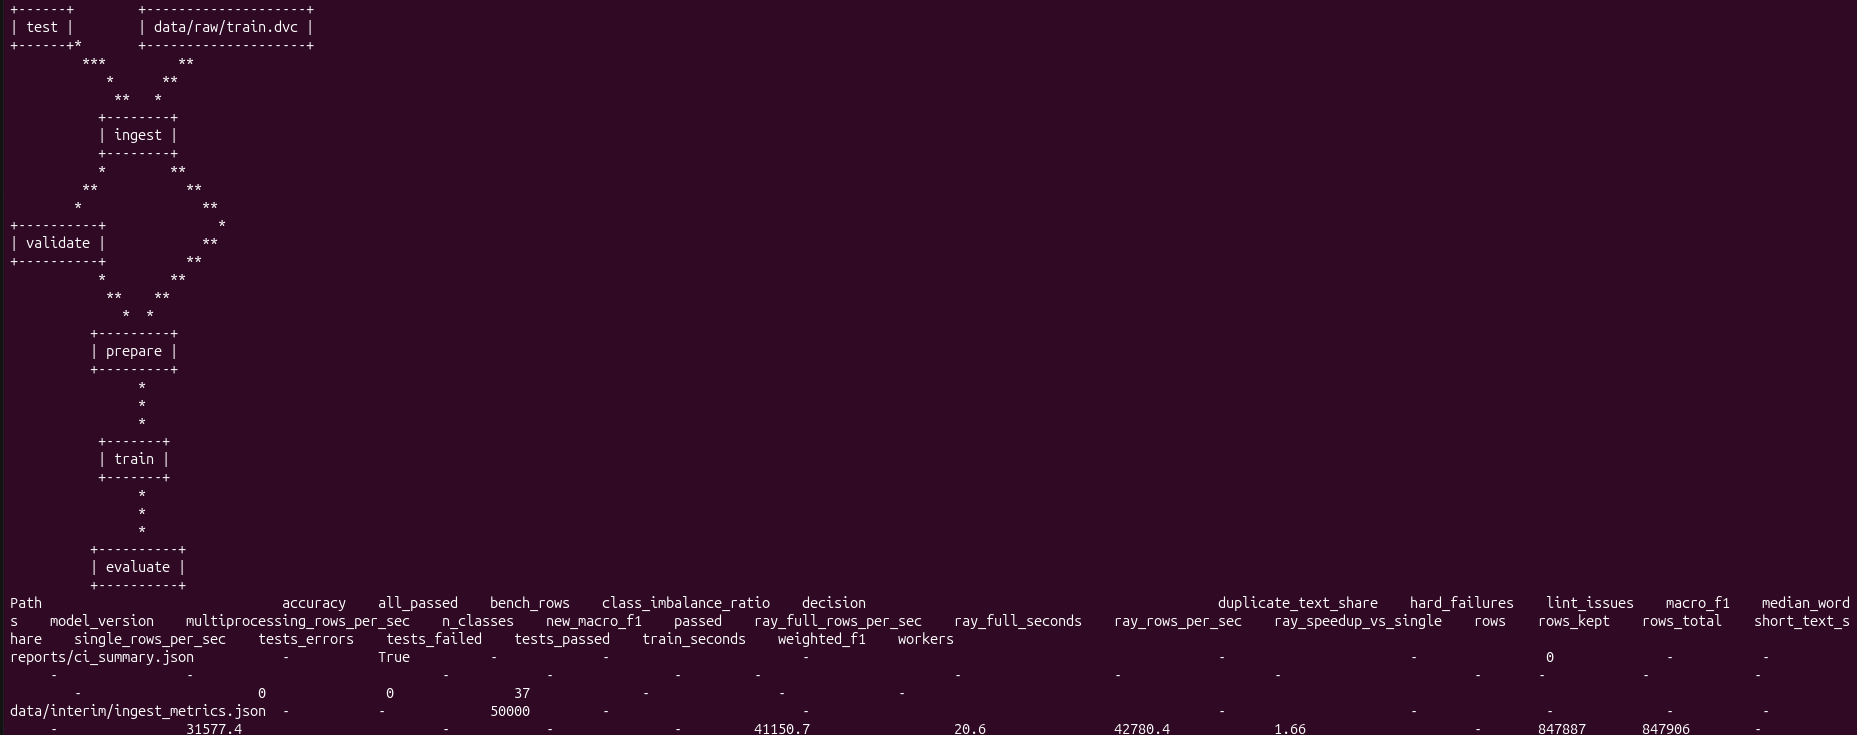 +------+        +--------------------+
| test |        | data/raw/train.dvc |
+------+*       +--------------------+
         ***         **
            *      **
             **   *
           +--------+
           | ingest |
           +--------+
           *        **
         **           **
        *               **
+----------+              *
| validate |            **
+----------+          **
           *        **
            **    **
              *  *
          +---------+
          | prepare |
          +---------+
                *
                *
                *
           +-------+
           | train |
           +-------+
                *
                *
                *
          +----------+
          | evaluate |
          +----------+
Path                              accuracy    all_passed    bench_rows    class_imbalance_ratio    decision                                            duplicate_text_share    hard_failures    lint_issues    macro_f1    median_word
s    model_version    multiprocessing_rows_per_sec    n_classes    new_macro_f1    passed    ray_full_rows_per_sec    ray_full_seconds    ray_rows_per_sec    ray_speedup_vs_single    rows    rows_kept    rows_total    short_text_s
hare    single_rows_per_sec    tests_errors    tests_failed    tests_passed    train_seconds    weighted_f1    workers
reports/ci_summary.json           -           True          -             -                        -                                                   -                       -                0              -           -
     -                -                               -            -               -         -                        -                   -                   -                        -       -            -             -
        -                      0               0               37              -                -              -
data/interim/ingest_metrics.json  -           -             50000         -                        -                                                   -                       -                -              -           -
     -                31577.4                         -            -               -         41150.7                  20.6                42780.4             1.66                     -       847887       847906        -